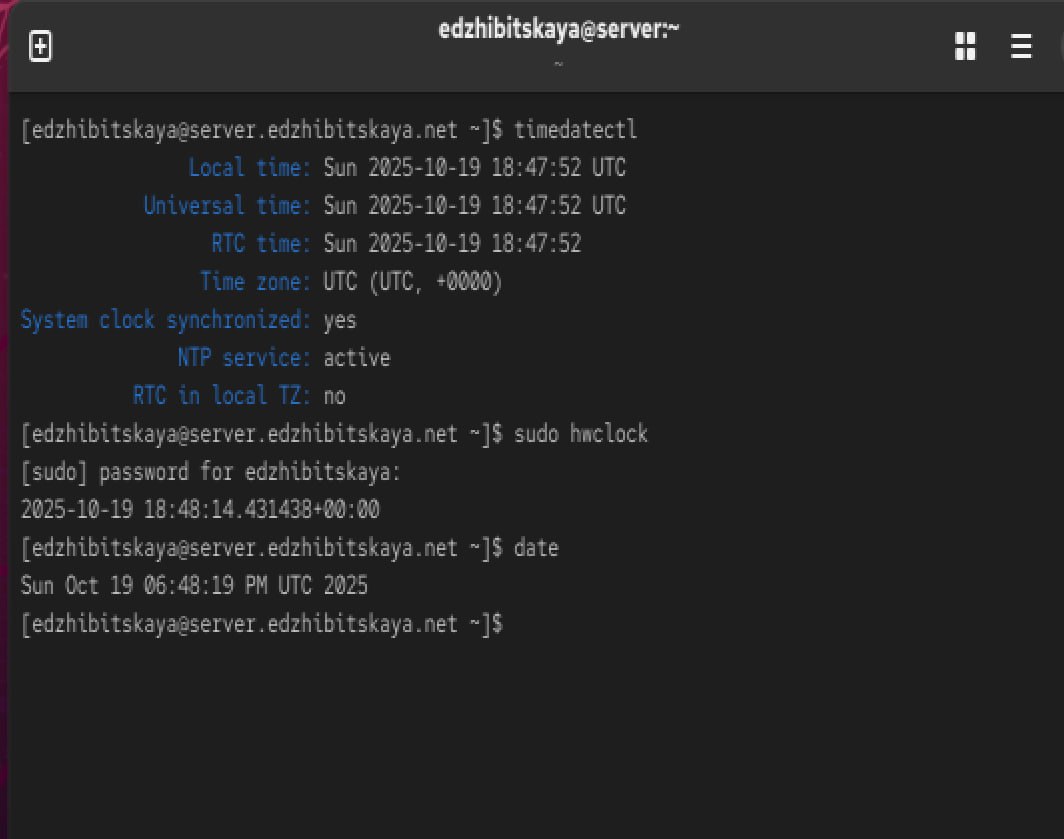 edzhibitskaya@server:~
~
[edzhibitskaya@server.edzhibitskaya.net ~]$ timedatectl
Local time: Sun 2025-10-19 18:47:52 UTC
Universal time: Sun 2025-10-19 18:47:52 UTC
RTC time: Sun 2025-10-19 18:47:52
Time zone: UTC (UTC, +0000)
System clock synchronized: yes
NTP service: active
RTC in local TZ: no
[edzhibitskaya@server.edzhibitskaya.net ~]$ sudo hwclock
[sudo] password for edzhibitskaya:
2025-10-19 18:48:14.431438+00:00
[edzhibitskaya@server.edzhibitskaya.net ~]$ date
Sun Oct 19 06:48:19 PM UTC 2025
[edzhibitskaya@server.edzhibitskaya.net ~]$